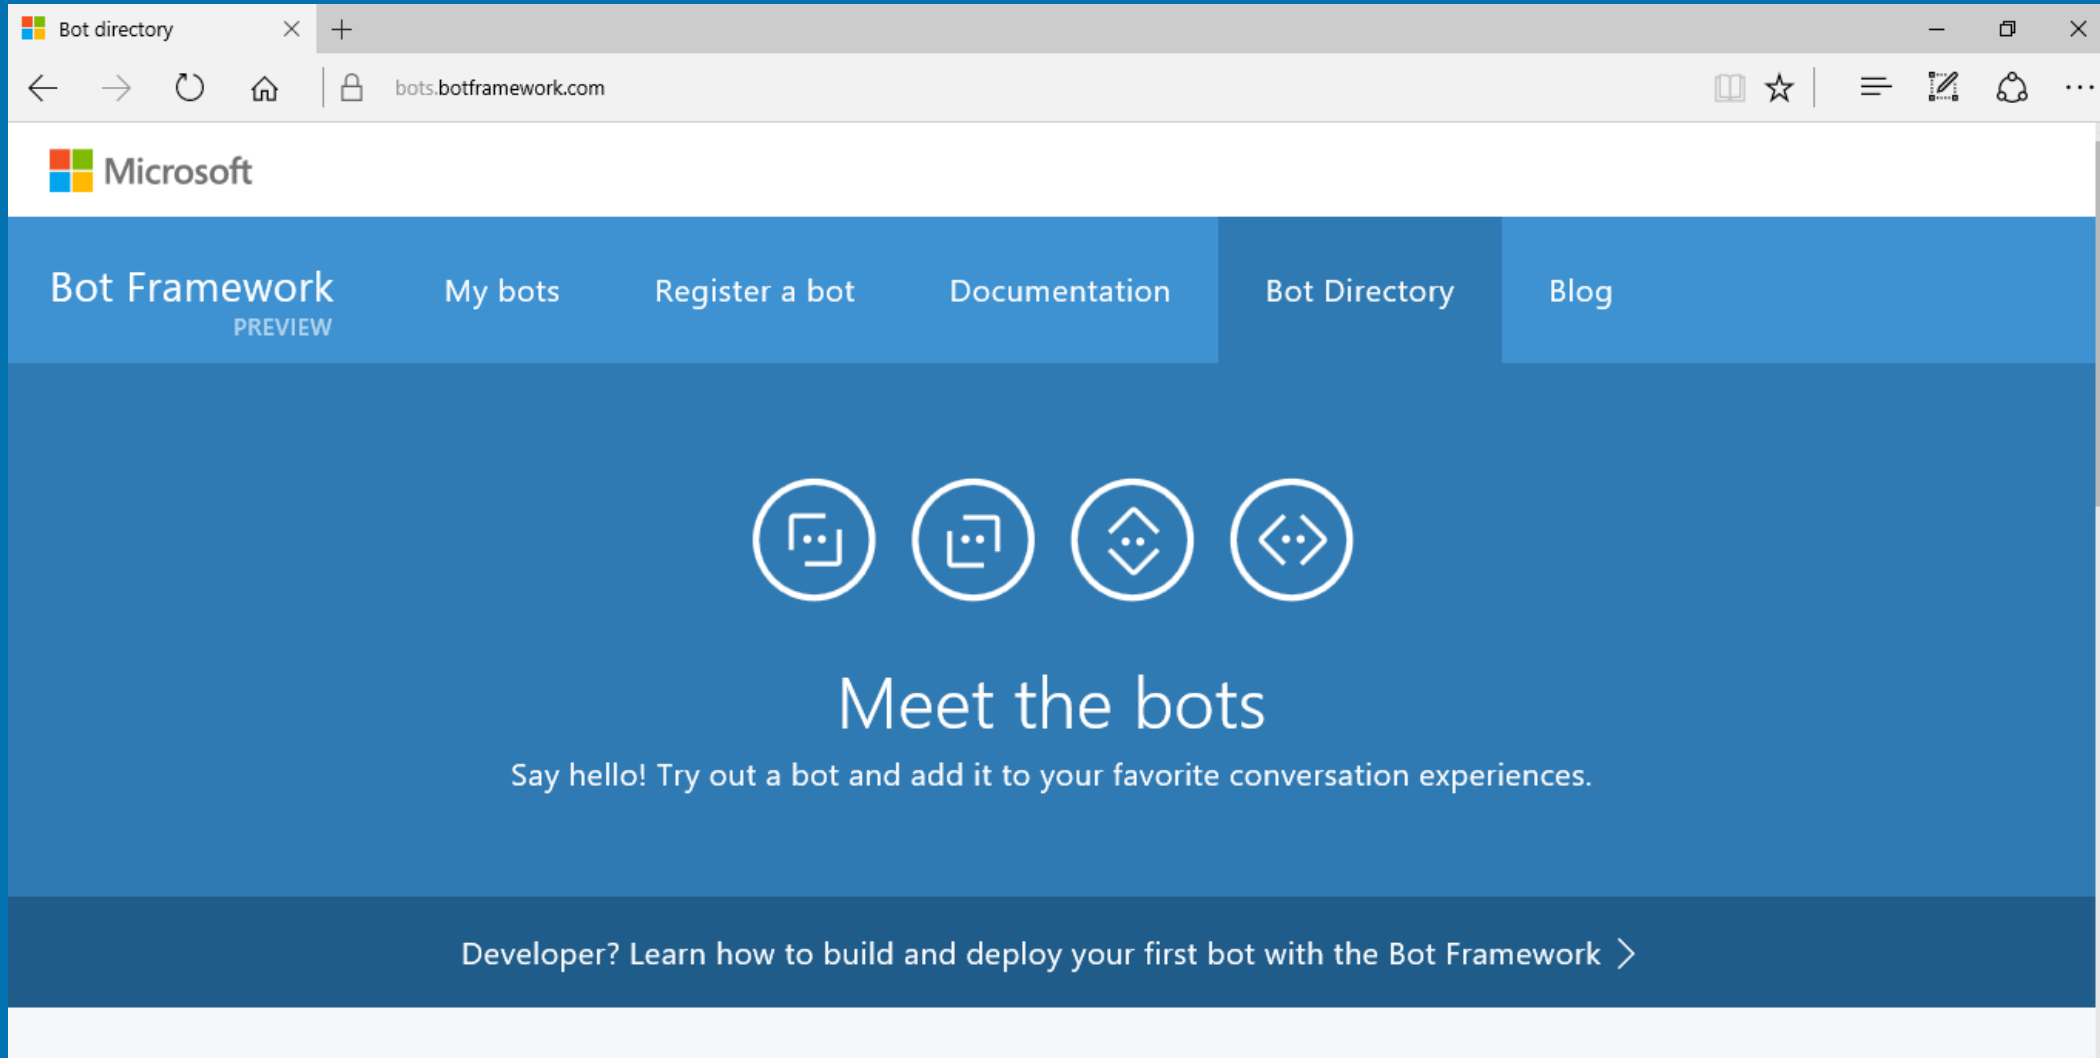 Bot directory
bots.botframework.com
Microsoft
Bot Framework My bots Register a bot Documentation Bot Directory Blog
PREVIEW
Meet the bots
Say hello! Try out a bot and add it to your favorite conversation experiences.
Developer? Learn how to build and deploy your first bot with the Bot Framework